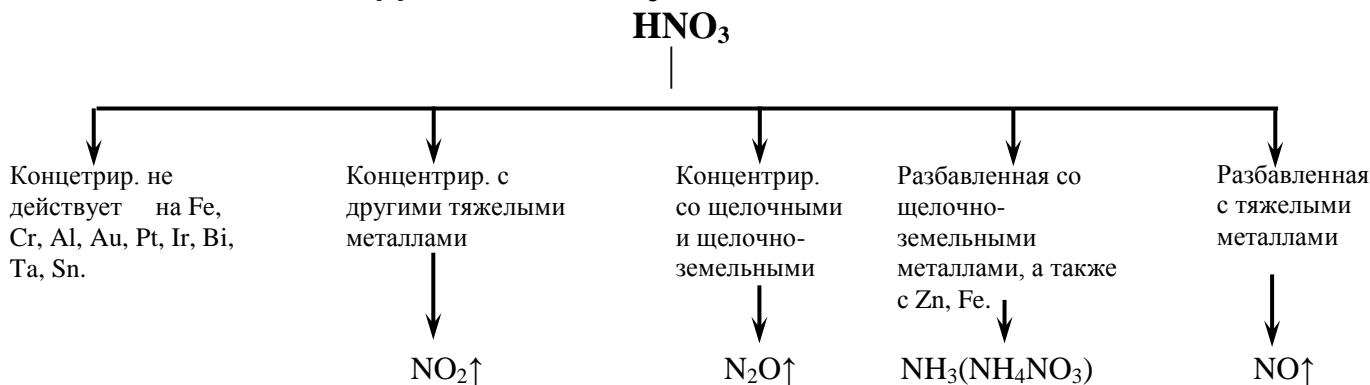 HNO₃
Концетрир. не
действует на Fe,
Cr, Al, Au, Pt, Ir, Bi,
Ta, Sn.
Концентрир. с
другими тяжелыми
металлами
NO₂↑
Концентрир.
со щелочными
и щелочно-
земельными
N₂O↑
Разбавленная со
щелочно-
земельными
металлами, а также
с Zn, Fe.
NH₃(NH₄NO₃)
Разбавленная
с тяжелыми
металлами
NO↑